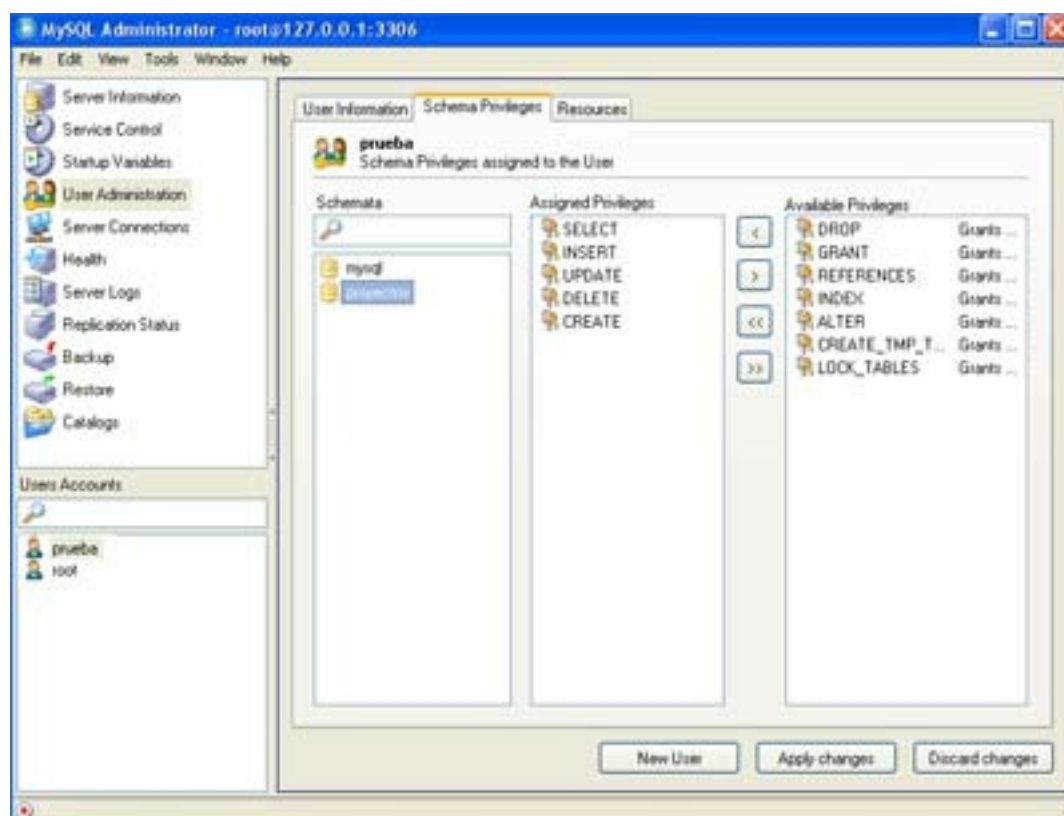 MySQL Administrator - root@127.0.0.1:3306
File Edit View Tools Window Help
Server Information
Service Control
Startup Variables
User Administration
Server Connections
Health
Server Logs
Replication Status
Backup
Restore
Catalogs
Users Accounts
prueba
root
User Information Schema Privileges Resources
prueba
Schema Privileges assigned to the User
Schemata
mysql
Assigned Privileges
SELECT
INSERT
UPDATE
DELETE
CREATE
<
>
<<
>>
Available Privileges
DROP Grants ...
GRANT Grants ...
REFERENCES Grants ...
INDEX Grants ...
ALTER Grants ...
CREATE_TMP_T... Grants ...
LOCK_TABLES Grants ...
New User Apply changes Discard changes